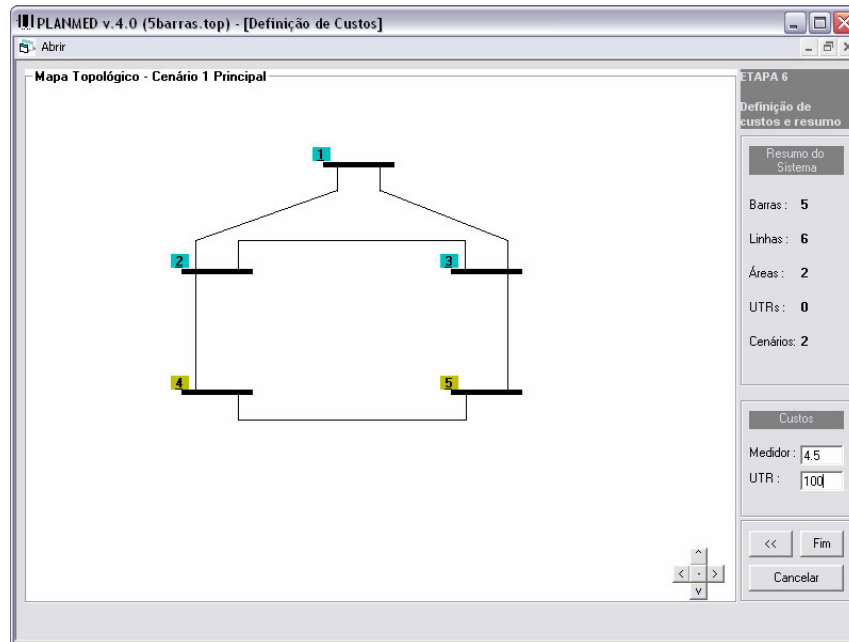 PLANMED v.4.0 (5barras.top) - [Definição de Custos]
Abrir
Mapa Topológico - Cenário 1 Principal
1
2
3
4
5
ETAPA 6
Definição de
custos e resumo
Resumo do
Sistema
Barras : 5
Linhas : 6
Áreas : 2
UTRs : 0
Cenários: 2
Custos
Medidor : 4.5
UTR : 100
<< Fim
Cancelar
^
< · >
v